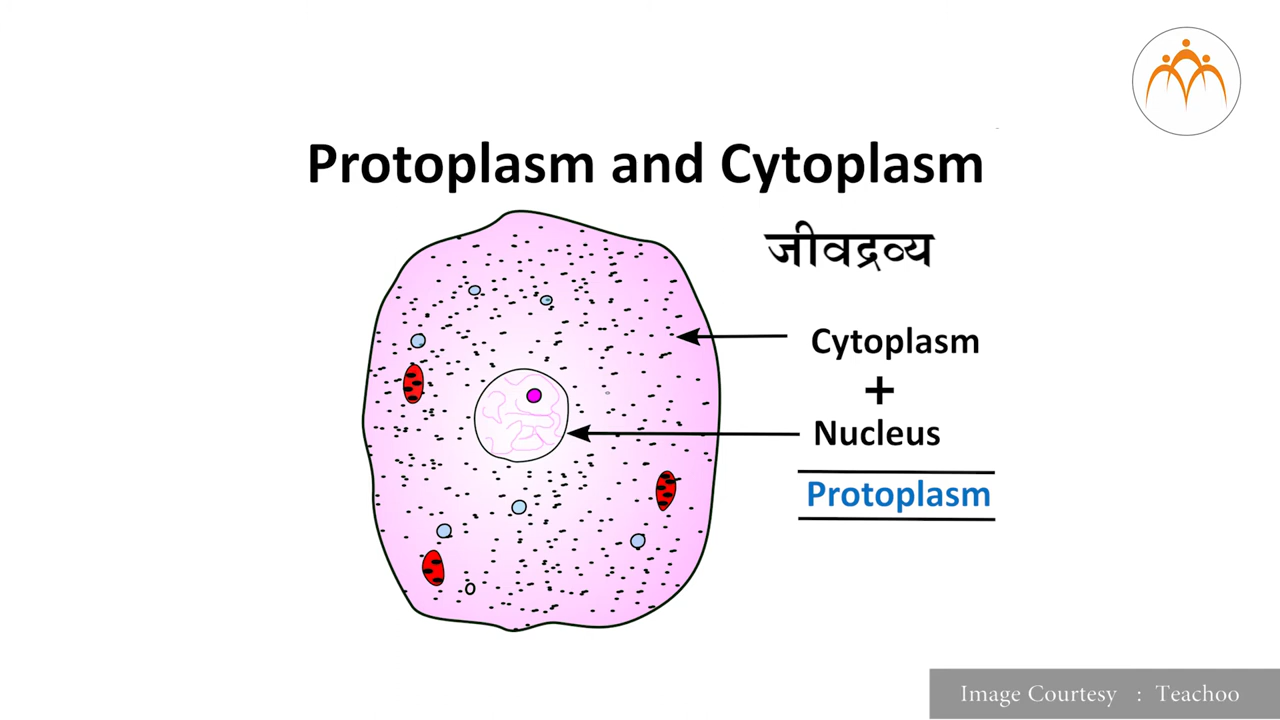 Protoplasm and Cytoplasm
जीवद्रव्य
Cytoplasm
+
Nucleus
Protoplasm
Image Courtesy : Teachoo